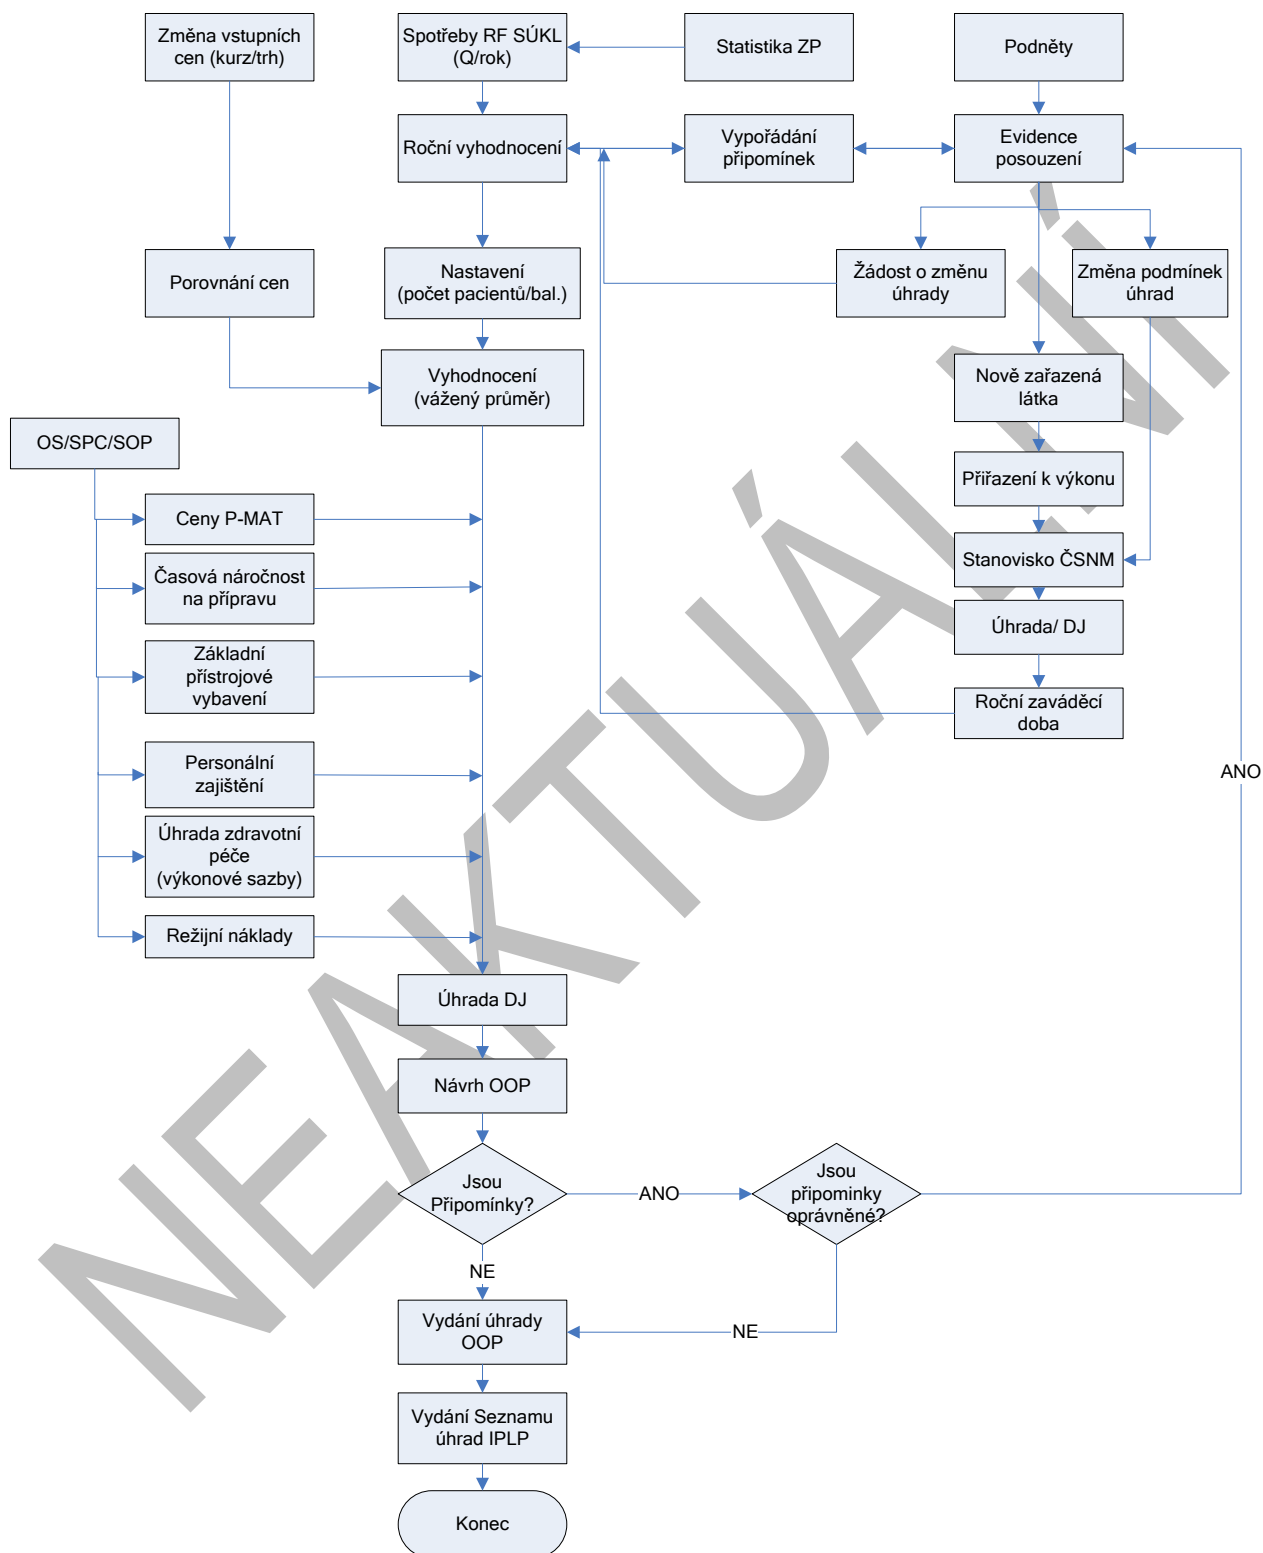 Změna vstupních
cen (kurz/trh)
Spotřeby RF SÚKL
(Q/rok)
Statistika ZP
Podněty
Roční vyhodnocení
Vypořádání
připomínek
Evidence
posouzení
Porovnání cen
Nastavení
(počet pacientů/bal.)
Žádost o změnu
úhrady
Změna podmínek
úhrad
Vyhodnocení
(vážený průměr)
Nově zařazená
látka
OS/SPC/SOP
Přiřazení k výkonu
Ceny P-MAT
Stanovisko ČSNM
Časová náročnost
na přípravu
Úhrada/ DJ
Základní
přístrojové
vybavení
Roční zaváděcí
doba
Personální
zajištění
ANO
Úhrada zdravotní
péče
(výkonové sazby)
Režijní náklady
Úhrada DJ
Návrh OOP
Jsou
Připomínky?
ANO
Jsou
připominky
oprávněné?
NE
Vydání úhrady
OOP
NE
Vydání Seznamu
úhrad IPLP
Konec
NEAKTUÁLNÍ